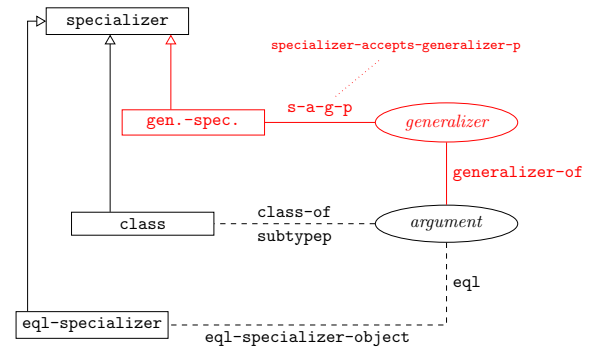 specializer
specializer-accepts-generalizer-p
s-a-g-p
gen.-spec.
generalizer
generalizer-of
class-of
class
argument
subtypep
eql
eql-specializer
eql-specializer-object